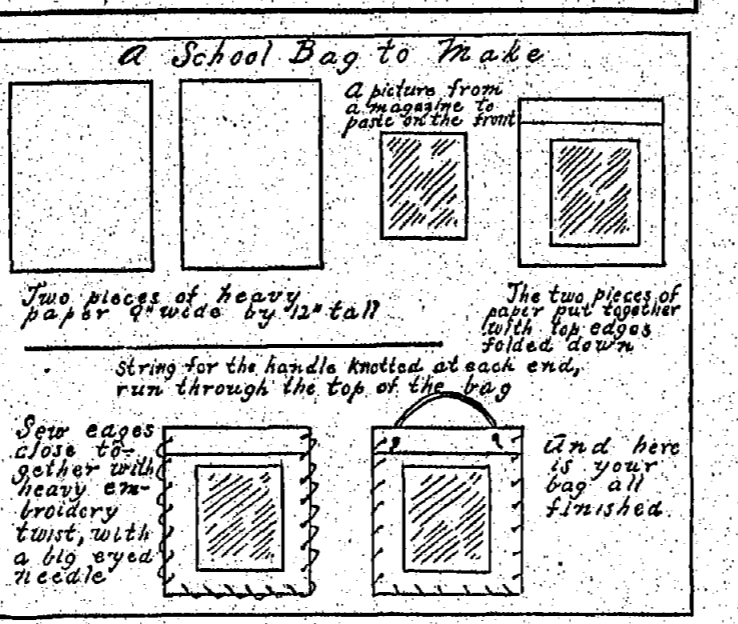 A School Bag to Make
A picture from
a magazine to
paste on the front
Two pieces of heavy
paper 9" wide by 12" tall
The two pieces of
paper put together
with top edges
folded down
String for the handle knotted at each end,
run through the top of the bag
Sew edges
close to-
gether with
heavy em-
broidery
twist, with
a big eyed
needle
And here
is your
bag all
finished.